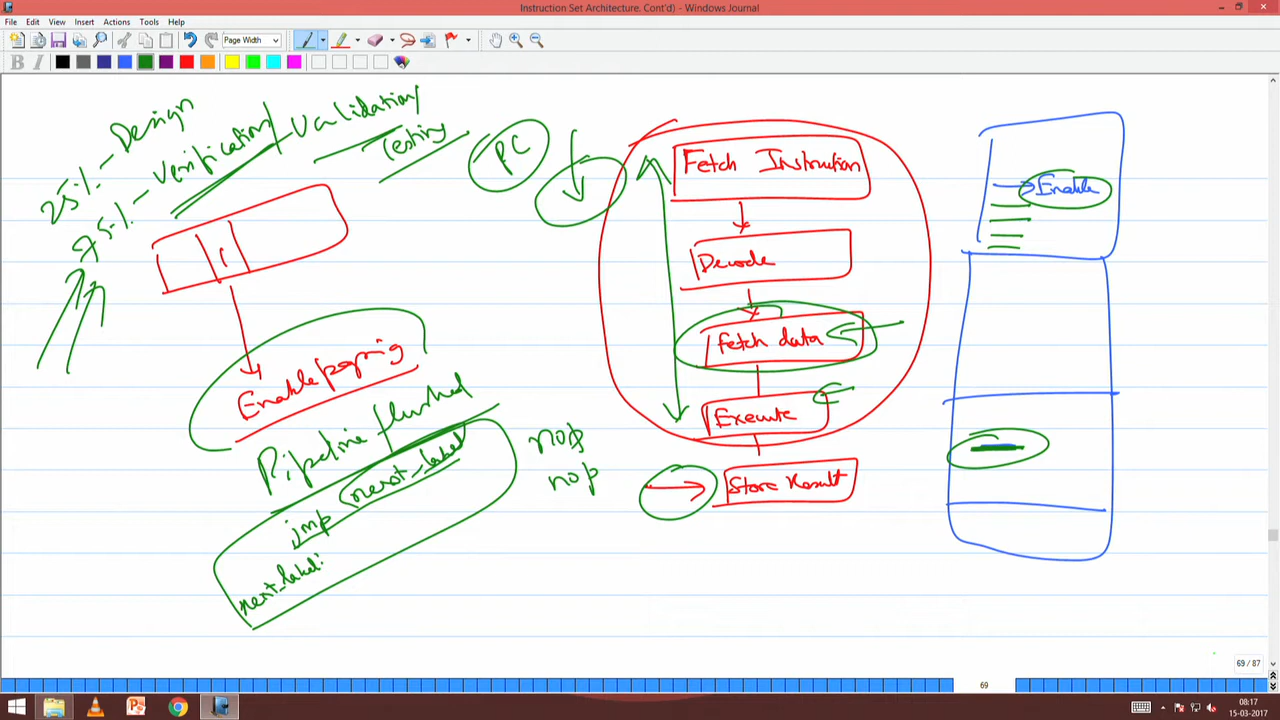 Instruction Set Architecture. Cont'd) - Windows Journal
File Edit View Insert Actions Tools Help
Page Width
B I
25%.- Design
75%.- Verification/Validation/
Testing
PC
1
Enable paging
Pipeline flushed
jmp next_label
next_label:
nop
nop
Fetch Instruction
Decode
Fetch data
Execute
Store Result
Enable
69 / 87
69
08:17
15-03-2017